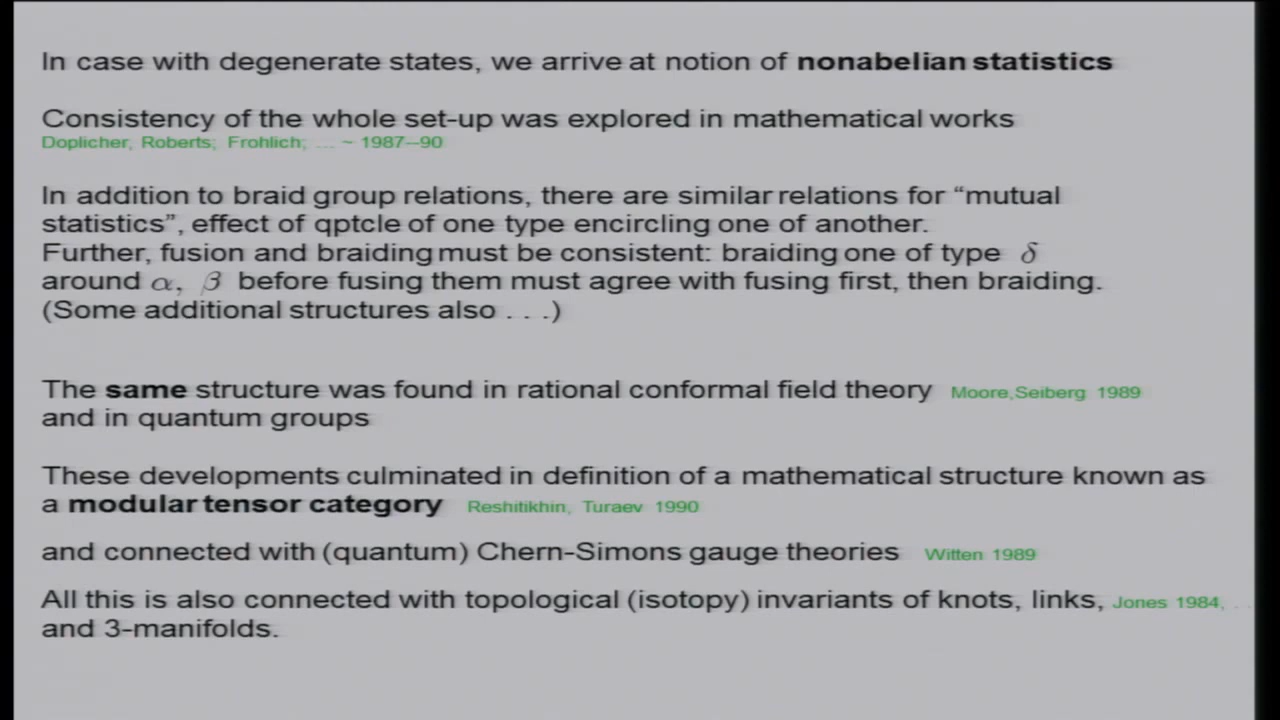 In case with degenerate states, we arrive at notion of nonabelian statistics
Consistency of the whole set-up was explored in mathematical works
Doplicher, Roberts; Frohlich; ... ~ 1987–90
In addition to braid group relations, there are similar relations for “mutual
statistics”, effect of qptcle of one type encircling one of another.
Further, fusion and braiding must be consistent: braiding one of type δ
around α, β before fusing them must agree with fusing first, then braiding.
(Some additional structures also . . .)
The same structure was found in rational conformal field theory Moore,Seiberg 1989
and in quantum groups
These developments culminated in definition of a mathematical structure known as
a modular tensor category Reshitikhin, Turaev 1990
and connected with (quantum) Chern-Simons gauge theories Witten 1989
All this is also connected with topological (isotopy) invariants of knots, links, Jones 1984, . .
and 3-manifolds.